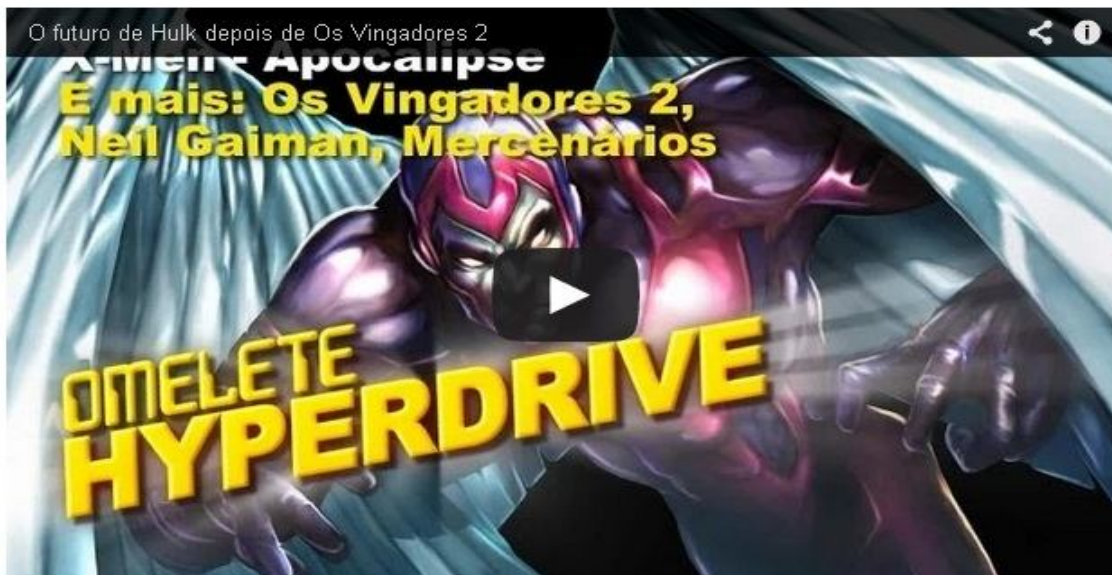 O futuro de Hulk depois de Os Vingadores 2
X-Men - Apocalipse
E mais: Os Vingadores 2,
Neil Gaiman, Mercenários
OMELETE
HYPERDRIVE